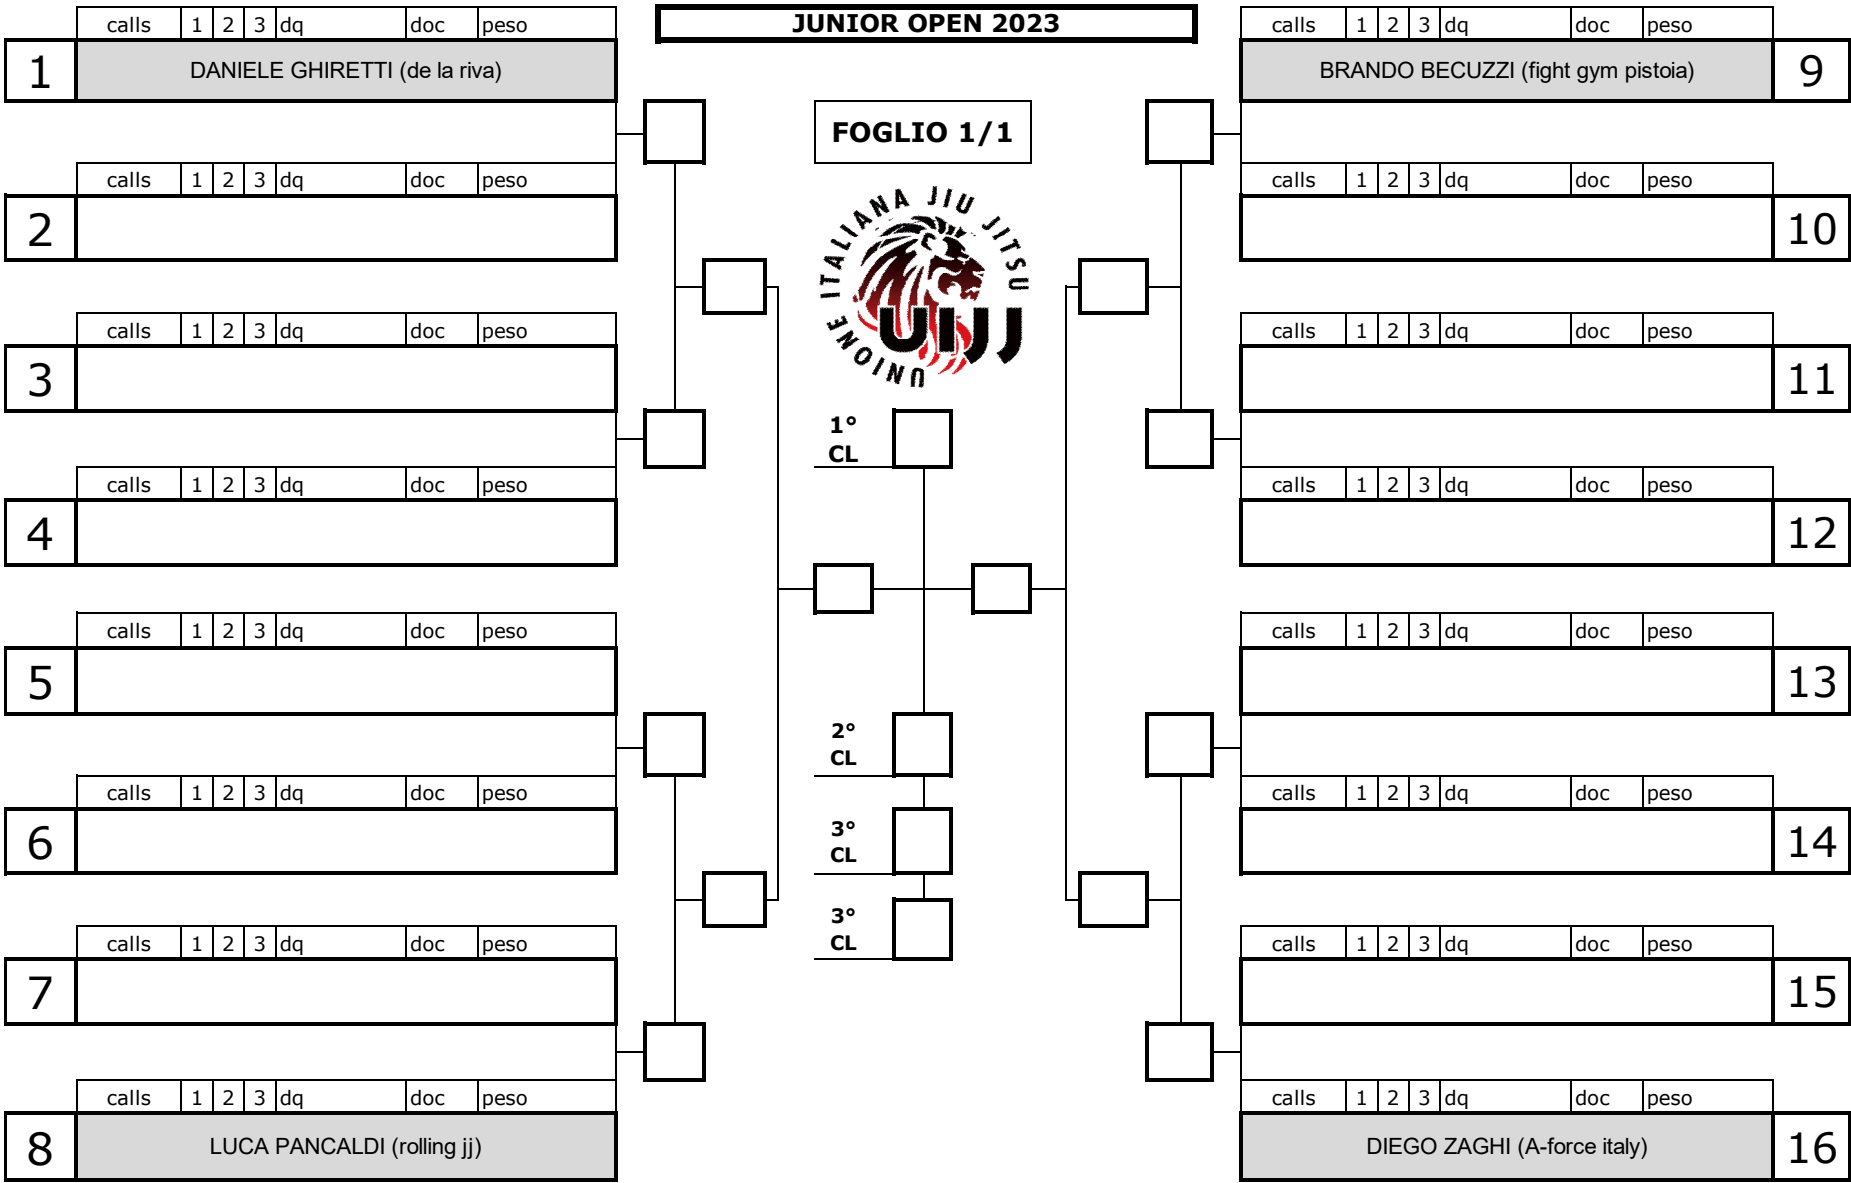 calls 1 2 3 dq doc peso
1 DANIELE GHIRETTI (de la riva)
calls 1 2 3 dq doc peso
2
calls 1 2 3 dq doc peso
3
calls 1 2 3 dq doc peso
4
calls 1 2 3 dq doc peso
5
calls 1 2 3 dq doc peso
6
calls 1 2 3 dq doc peso
7
calls 1 2 3 dq doc peso
8 LUCA PANCALDI (rolling jj)
JUNIOR OPEN 2023
FOGLIO 1/1
UNIONE ITALIANA JIU JITSU
UIJJ
1°
CL
2°
CL
3°
CL
3°
CL
calls 1 2 3 dq doc peso
BRANDO BECUZZI (fight gym pistoia) 9
calls 1 2 3 dq doc peso
10
calls 1 2 3 dq doc peso
11
calls 1 2 3 dq doc peso
12
calls 1 2 3 dq doc peso
13
calls 1 2 3 dq doc peso
14
calls 1 2 3 dq doc peso
15
calls 1 2 3 dq doc peso
DIEGO ZAGHI (A-force italy) 16